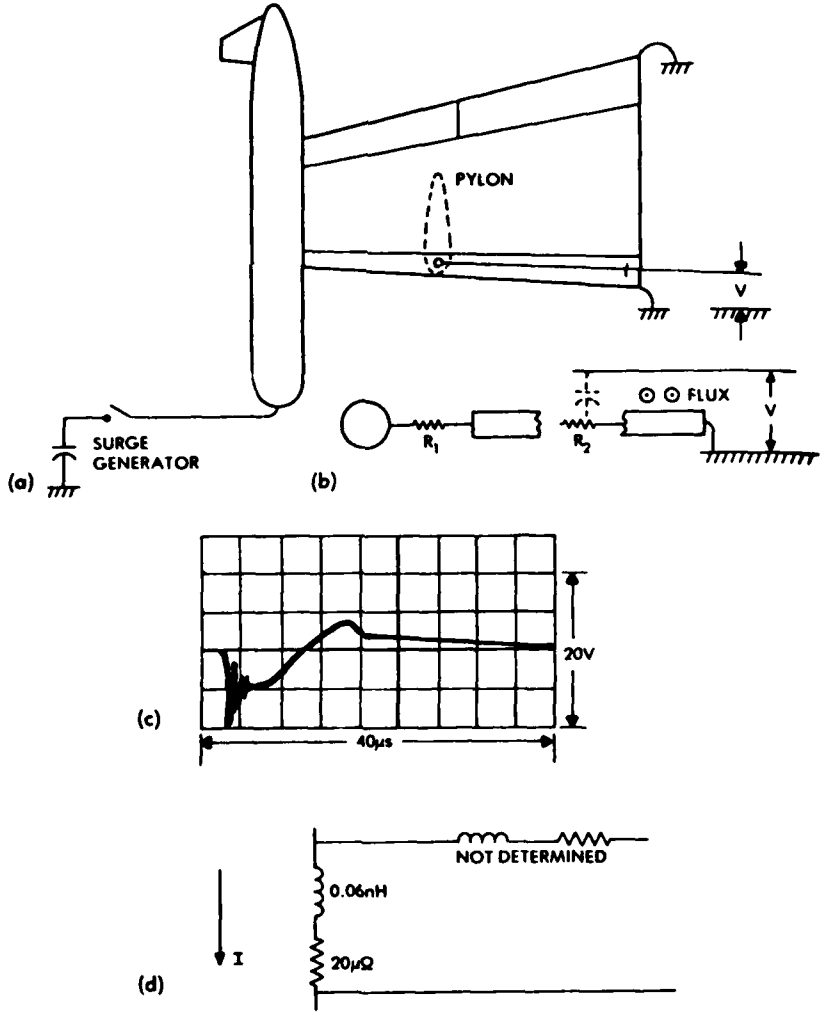 PYLON
V
SURGE
GENERATOR
(a)
(b)
R1
R2
FLUX
V
20V
(c)
40µs
NOT DETERMINED
0.06nH
I
20µΩ
(d)